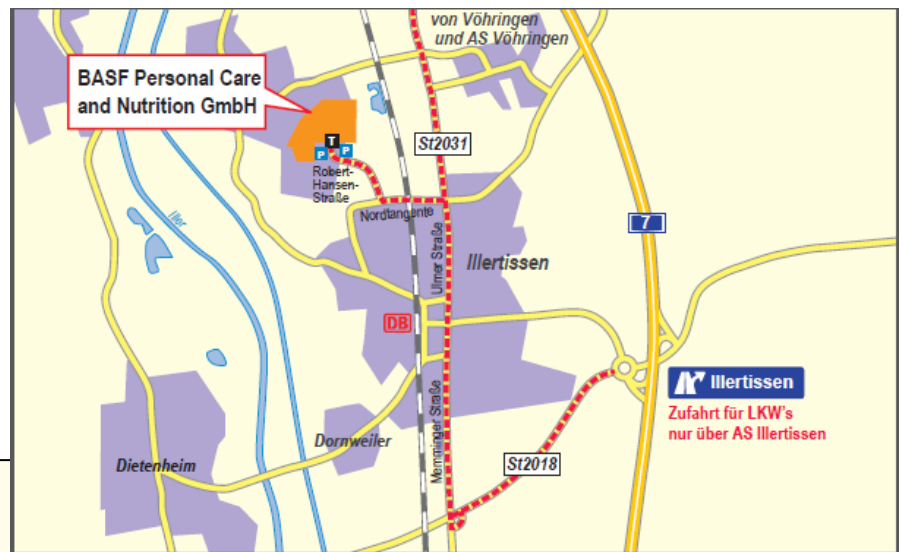 von Vöhringen
und AS Vöhringen
BASF Personal Care
and Nutrition GmbH
T
P P
St2031
Robert-
Hansen-
Straße
Nordtangente
Iller
7
Ulmer Straße
Illertissen
DB
Illertissen
Zufahrt für LKW's
nur über AS Illertissen
Memminger Straße
Dornweiler
Dietenheim
St2018